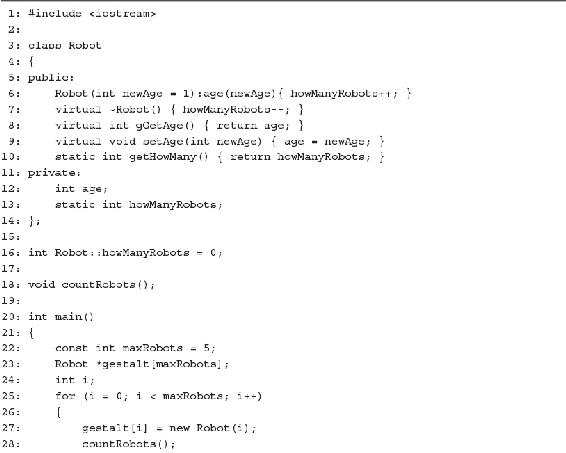 1: #include <iostream>
2:
3: class Robot
4: {
5: public:
6:     Robot(int newAge = 1):age(newAge){ howManyRobots++; }
7:     virtual ~Robot() { howManyRobots--; }
8:     virtual int gGetAge() { return age; }
9:     virtual void setAge(int newAge) { age = newAge; }
10:     static int getHowMany() { return howManyRobots; }
11: private:
12:     int age;
13:     static int howManyRobots;
14: };
15:
16: int Robot::howManyRobots = 0;
17:
18: void countRobots();
19:
20: int main()
21: {
22:     const int maxRobots = 5;
23:     Robot *gestalt[maxRobots];
24:     int i;
25:     for (i = 0; i < maxRobots; i++)
26:     {
27:         gestalt[i] = new Robot(i);
28:         countRobots();